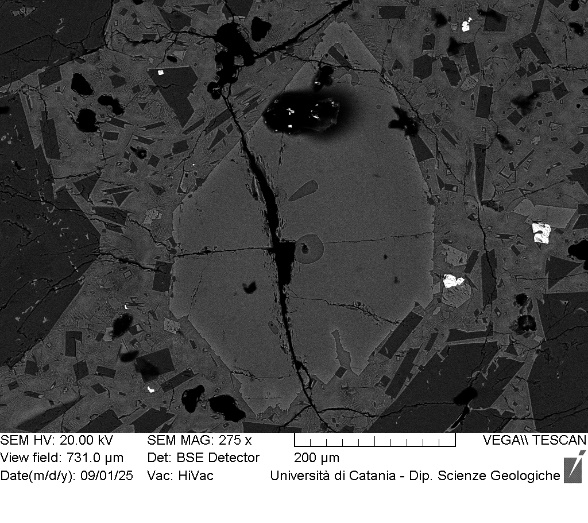 SEM HV: 20.00 kV SEM MAG: 275 x VEGA\\ TESCAN
View field: 731.0 µm Det: BSE Detector 200 µm
Date(m/d/y): 09/01/25 Vac: HiVac Università di Catania - Dip. Scienze Geologiche